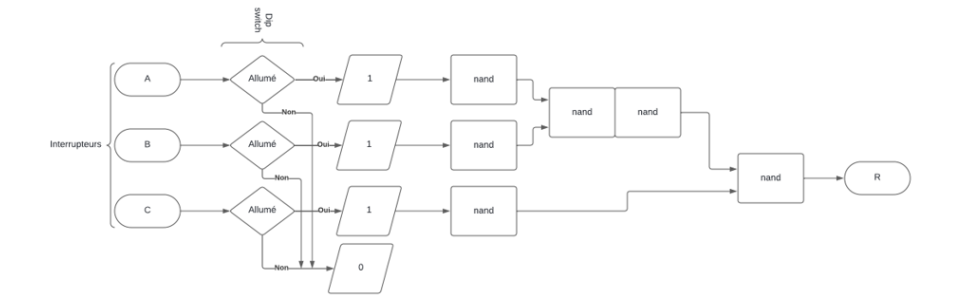 Dip
switch
A
Allumé
Oui
1
nand
Non
nand
nand
Interrupteurs
B
Allumé
Oui
1
nand
Non
nand
R
C
Allumé
Oui
1
nand
Non
0